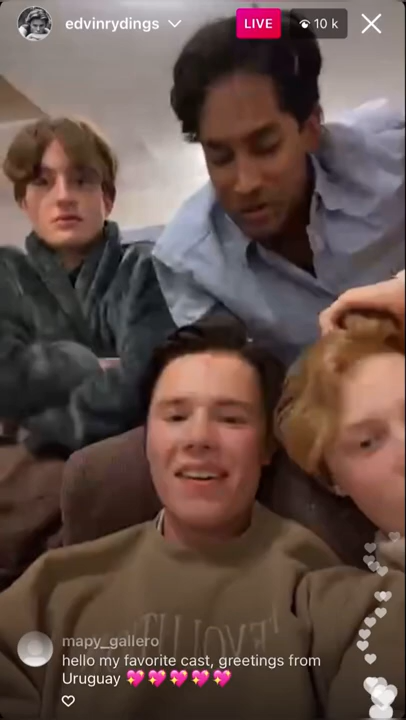 edvinrydings
LIVE
10 k
mapy_gallero
hello my favorite cast, greetings from
Uruguay 💖💖💖💖💖